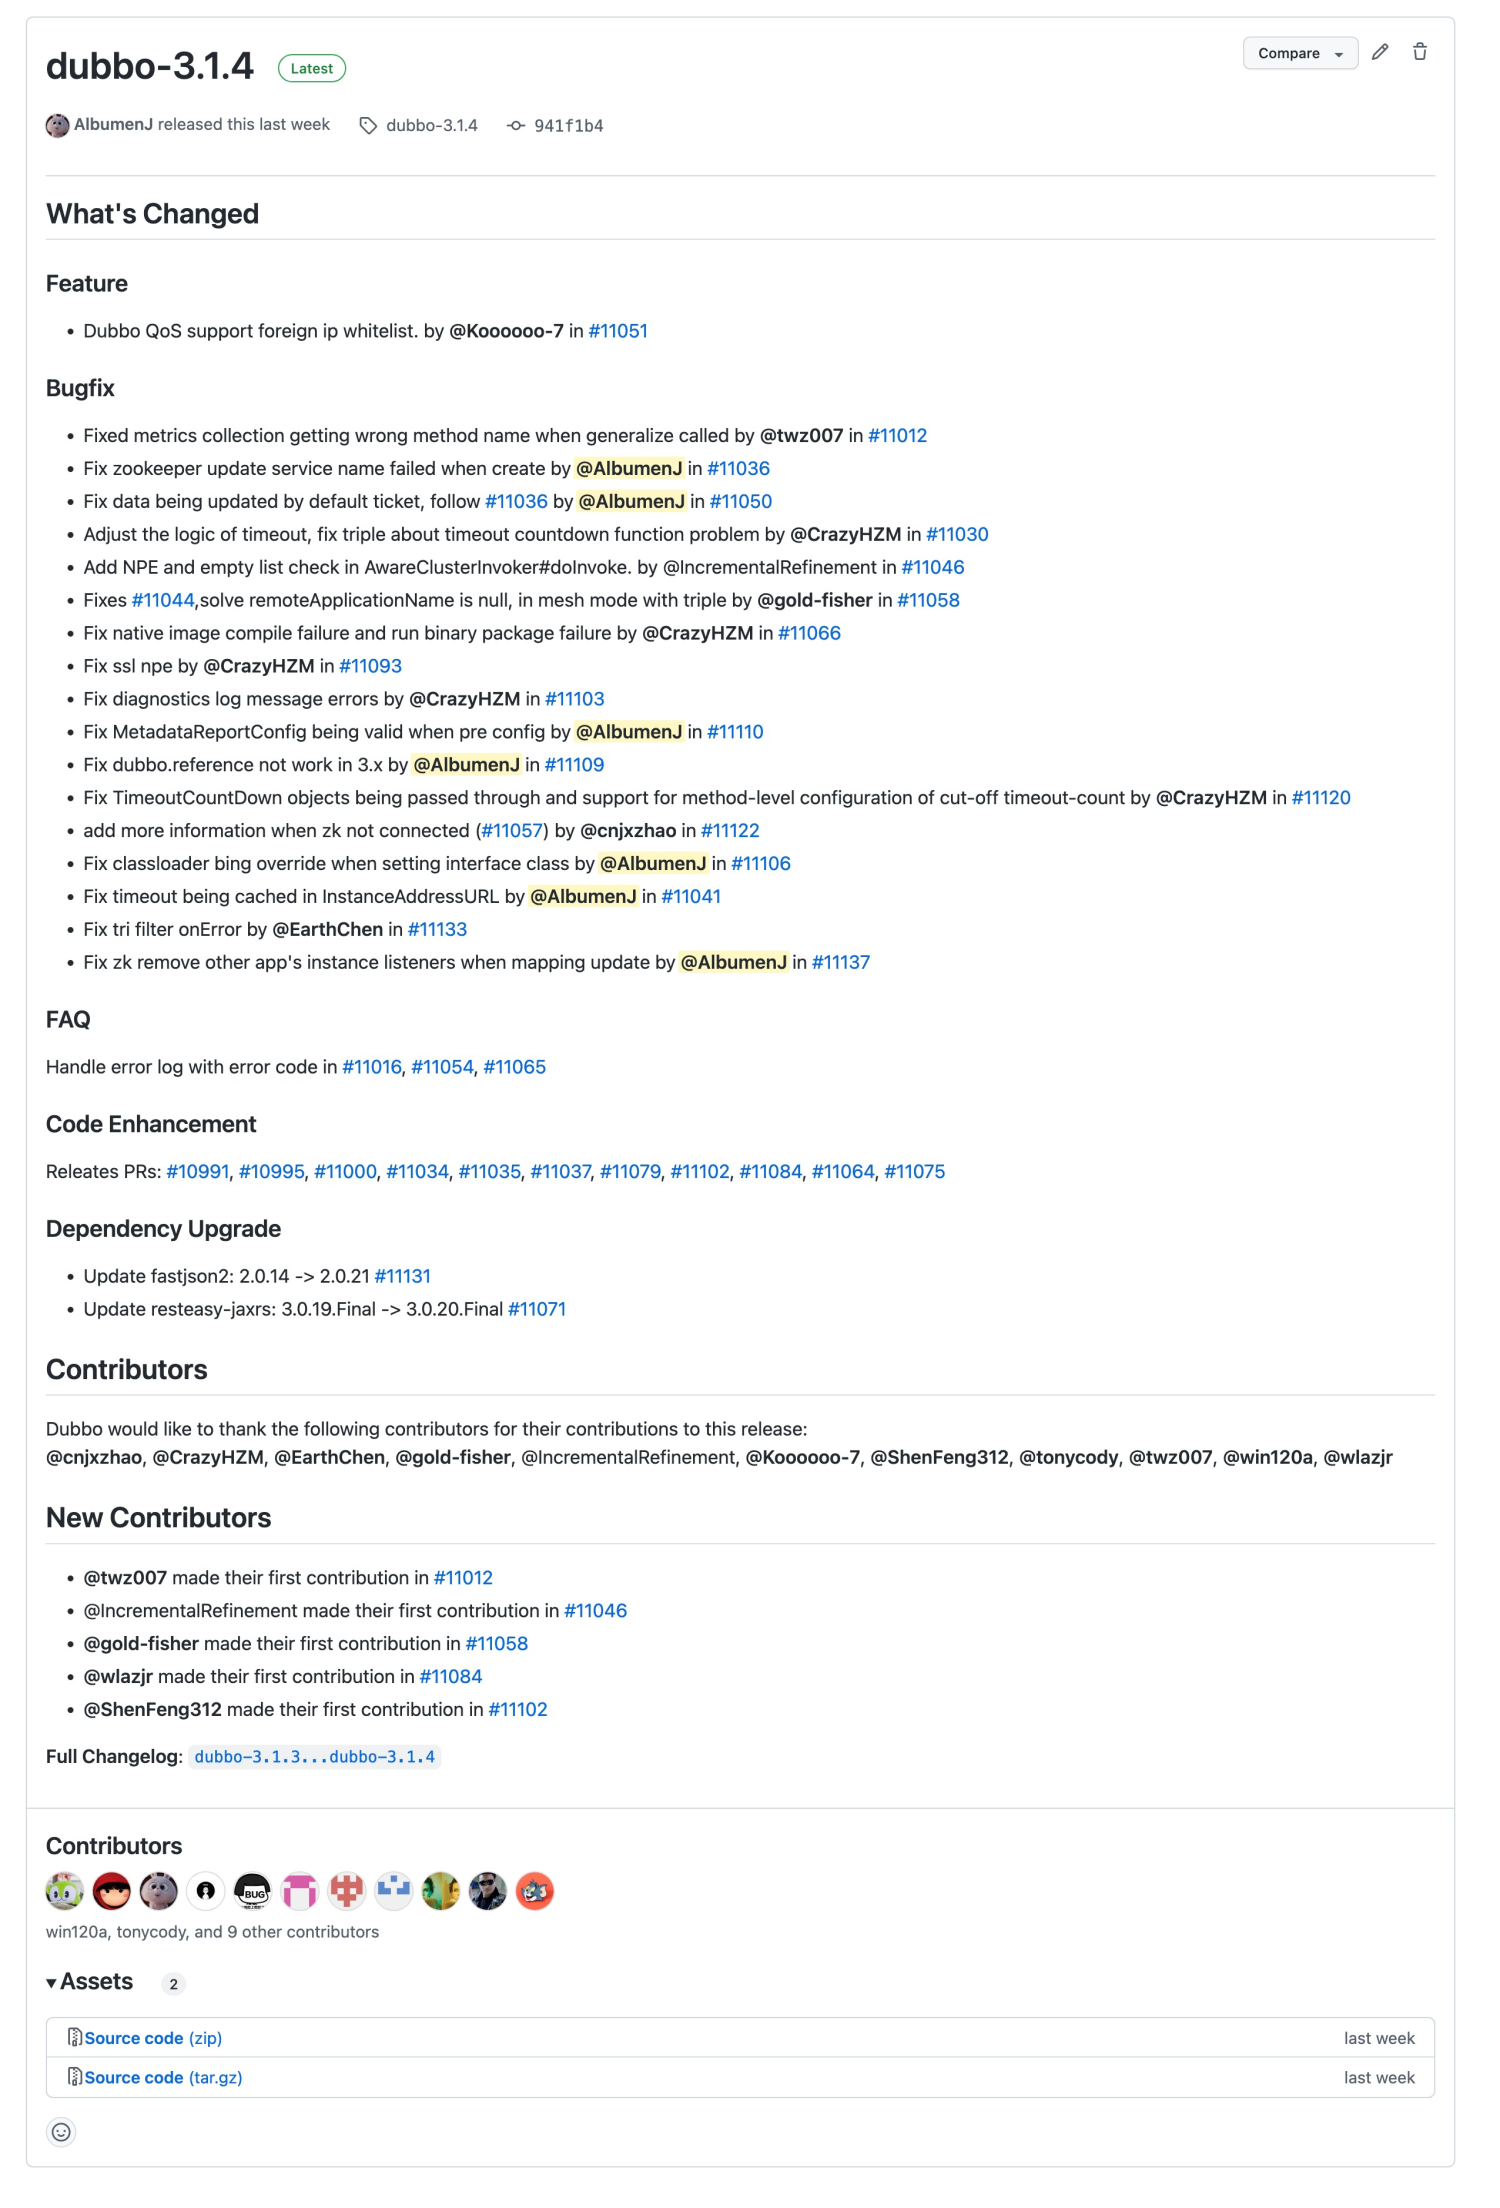 dubbo-3.1.4 Latest Compare
AlbumenJ released this last week dubbo-3.1.4 941f1b4
What's Changed
Feature
• Dubbo QoS support foreign ip whitelist. by @Koooooo-7 in #11051
Bugfix
• Fixed metrics collection getting wrong method name when generalize called by @twz007 in #11012
• Fix zookeeper update service name failed when create by @AlbumenJ in #11036
• Fix data being updated by default ticket, follow #11036 by @AlbumenJ in #11050
• Adjust the logic of timeout, fix triple about timeout countdown function problem by @CrazyHZM in #11030
• Add NPE and empty list check in AwareClusterInvoker#doInvoke. by @IncrementalRefinement in #11046
• Fixes #11044,solve remoteApplicationName is null, in mesh mode with triple by @gold-fisher in #11058
• Fix native image compile failure and run binary package failure by @CrazyHZM in #11066
• Fix ssl npe by @CrazyHZM in #11093
• Fix diagnostics log message errors by @CrazyHZM in #11103
• Fix MetadataReportConfig being valid when pre config by @AlbumenJ in #11110
• Fix dubbo.reference not work in 3.x by @AlbumenJ in #11109
• Fix TimeoutCountDown objects being passed through and support for method-level configuration of cut-off timeout-count by @CrazyHZM in #11120
• add more information when zk not connected (#11057) by @cnjxzhao in #11122
• Fix classloader bing override when setting interface class by @AlbumenJ in #11106
• Fix timeout being cached in InstanceAddressURL by @AlbumenJ in #11041
• Fix tri filter onError by @EarthChen in #11133
• Fix zk remove other app's instance listeners when mapping update by @AlbumenJ in #11137
FAQ
Handle error log with error code in #11016, #11054, #11065
Code Enhancement
Releates PRs: #10991, #10995, #11000, #11034, #11035, #11037, #11079, #11102, #11084, #11064, #11075
Dependency Upgrade
• Update fastjson2: 2.0.14 -> 2.0.21 #11131
• Update resteasy-jaxrs: 3.0.19.Final -> 3.0.20.Final #11071
Contributors
Dubbo would like to thank the following contributors for their contributions to this release:
@cnjxzhao, @CrazyHZM, @EarthChen, @gold-fisher, @IncrementalRefinement, @Koooooo-7, @ShenFeng312, @tonycody, @twz007, @win120a, @wlazjr
New Contributors
• @twz007 made their first contribution in #11012
• @IncrementalRefinement made their first contribution in #11046
• @gold-fisher made their first contribution in #11058
• @wlazjr made their first contribution in #11084
• @ShenFeng312 made their first contribution in #11102
Full Changelog: dubbo-3.1.3...dubbo-3.1.4
Contributors
BUG
win120a, tonycody, and 9 other contributors
Assets 2
Source code (zip) last week
Source code (tar.gz) last week